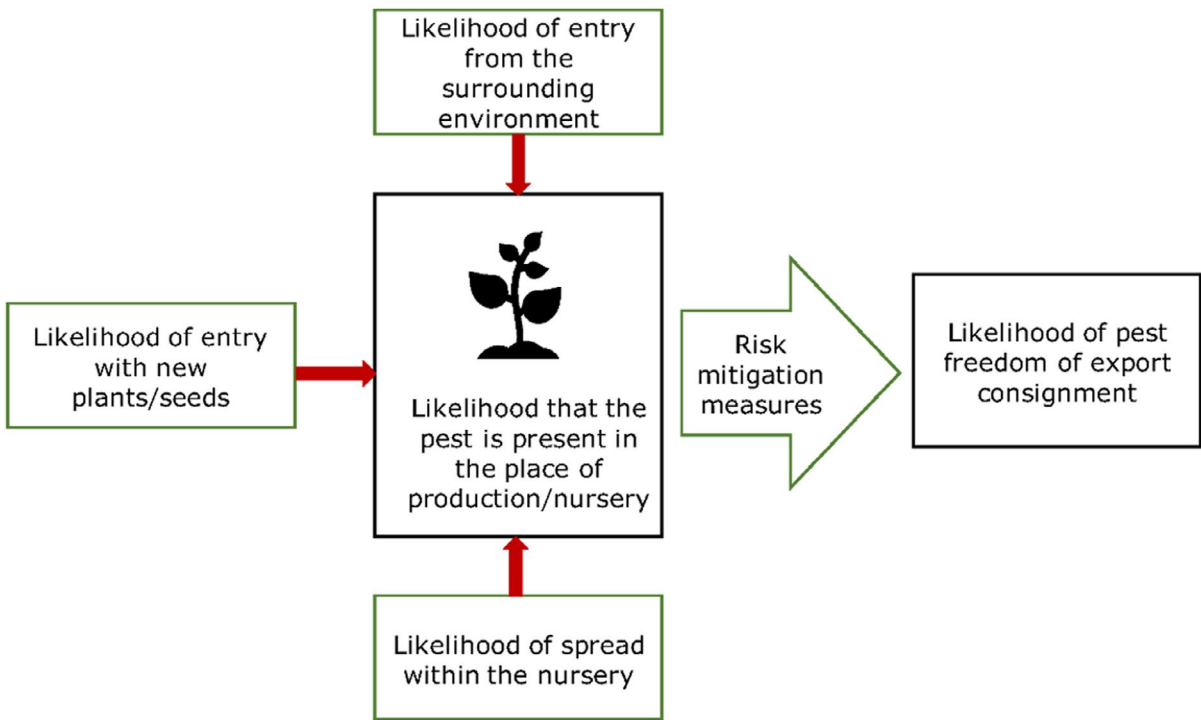 Likelihood of entry
from the
surrounding
environment
Likelihood of entry
with new
plants/seeds
Likelihood that the
pest is present in
the place of
production/nursery
Risk
mitigation
measures
Likelihood of pest
freedom of export
consignment
Likelihood of spread
within the nursery